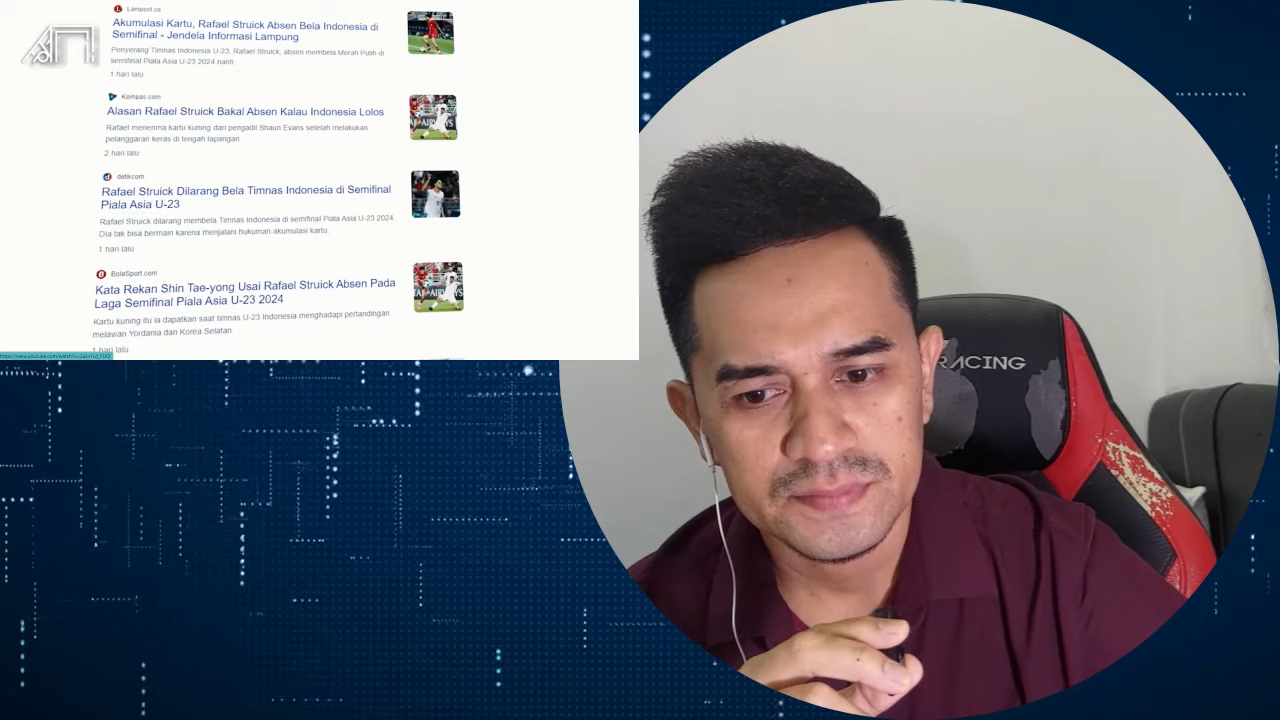 Lampost.co
Akumulasi Kartu, Rafael Struick Absen Bela Indonesia di
Semifinal - Jendela Informasi Lampung
Penyerang Timnas Indonesia U-23, Rafael Struick, absen membela Merah Putih di
semifinal Piala Asia U-23 2024 nanti.
1 hari lalu
Kompas.com
Alasan Rafael Struick Bakal Absen Kalau Indonesia Lolos
Rafael menerima kartu kuning dari pengadil Shaun Evans setelah melakukan
pelanggaran keras di tengah lapangan.
2 hari lalu
detikcom
Rafael Struick Dilarang Bela Timnas Indonesia di Semifinal
Piala Asia U-23
Rafael Struick dilarang membela Timnas Indonesia di semifinal Piala Asia U-23 2024.
Dia tak bisa bermain karena menjalani hukuman akumulasi kartu.
1 hari lalu
BolaSport.com
Kata Rekan Shin Tae-yong Usai Rafael Struick Absen Pada
Laga Semifinal Piala Asia U-23 2024
Kartu kuning itu ia dapatkan saat timnas U-23 Indonesia menghadapi pertandingan
melawan Yordania dan Korea Selatan.
1 hari lalu
RACING